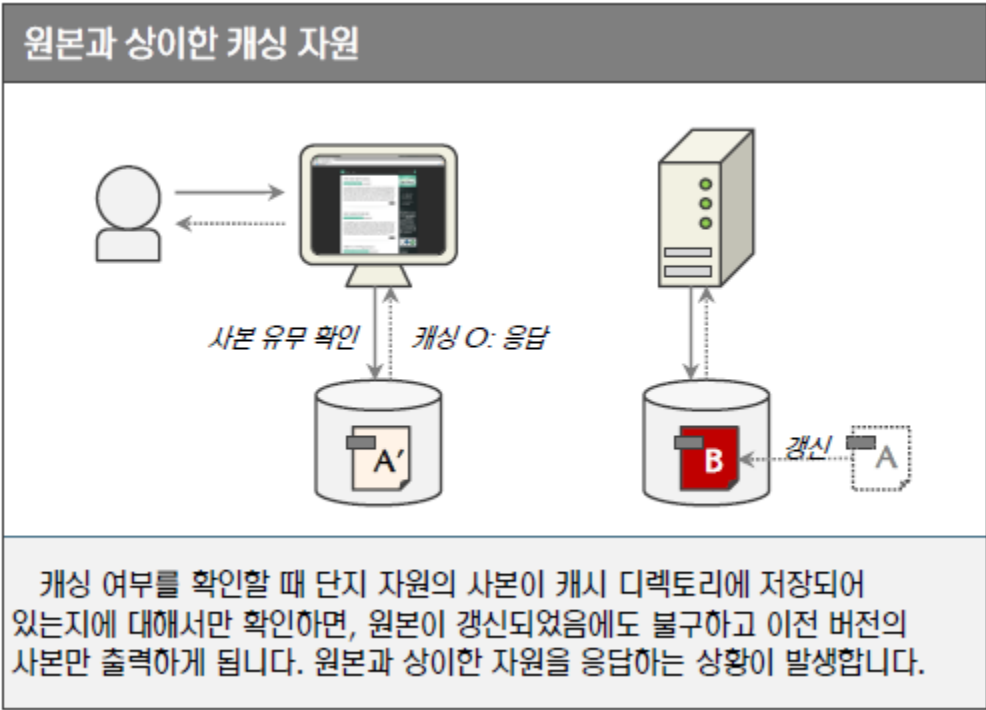 원본과 상이한 캐싱 자원
사본 유무 확인
캐싱 O: 응답
A′
B
갱신
A
캐싱 여부를 확인할 때 단지 자원의 사본이 캐시 디렉토리에 저장되어
있는지에 대해서만 확인하면, 원본이 갱신되었음에도 불구하고 이전 버전의
사본만 출력하게 됩니다. 원본과 상이한 자원을 응답하는 상황이 발생합니다.